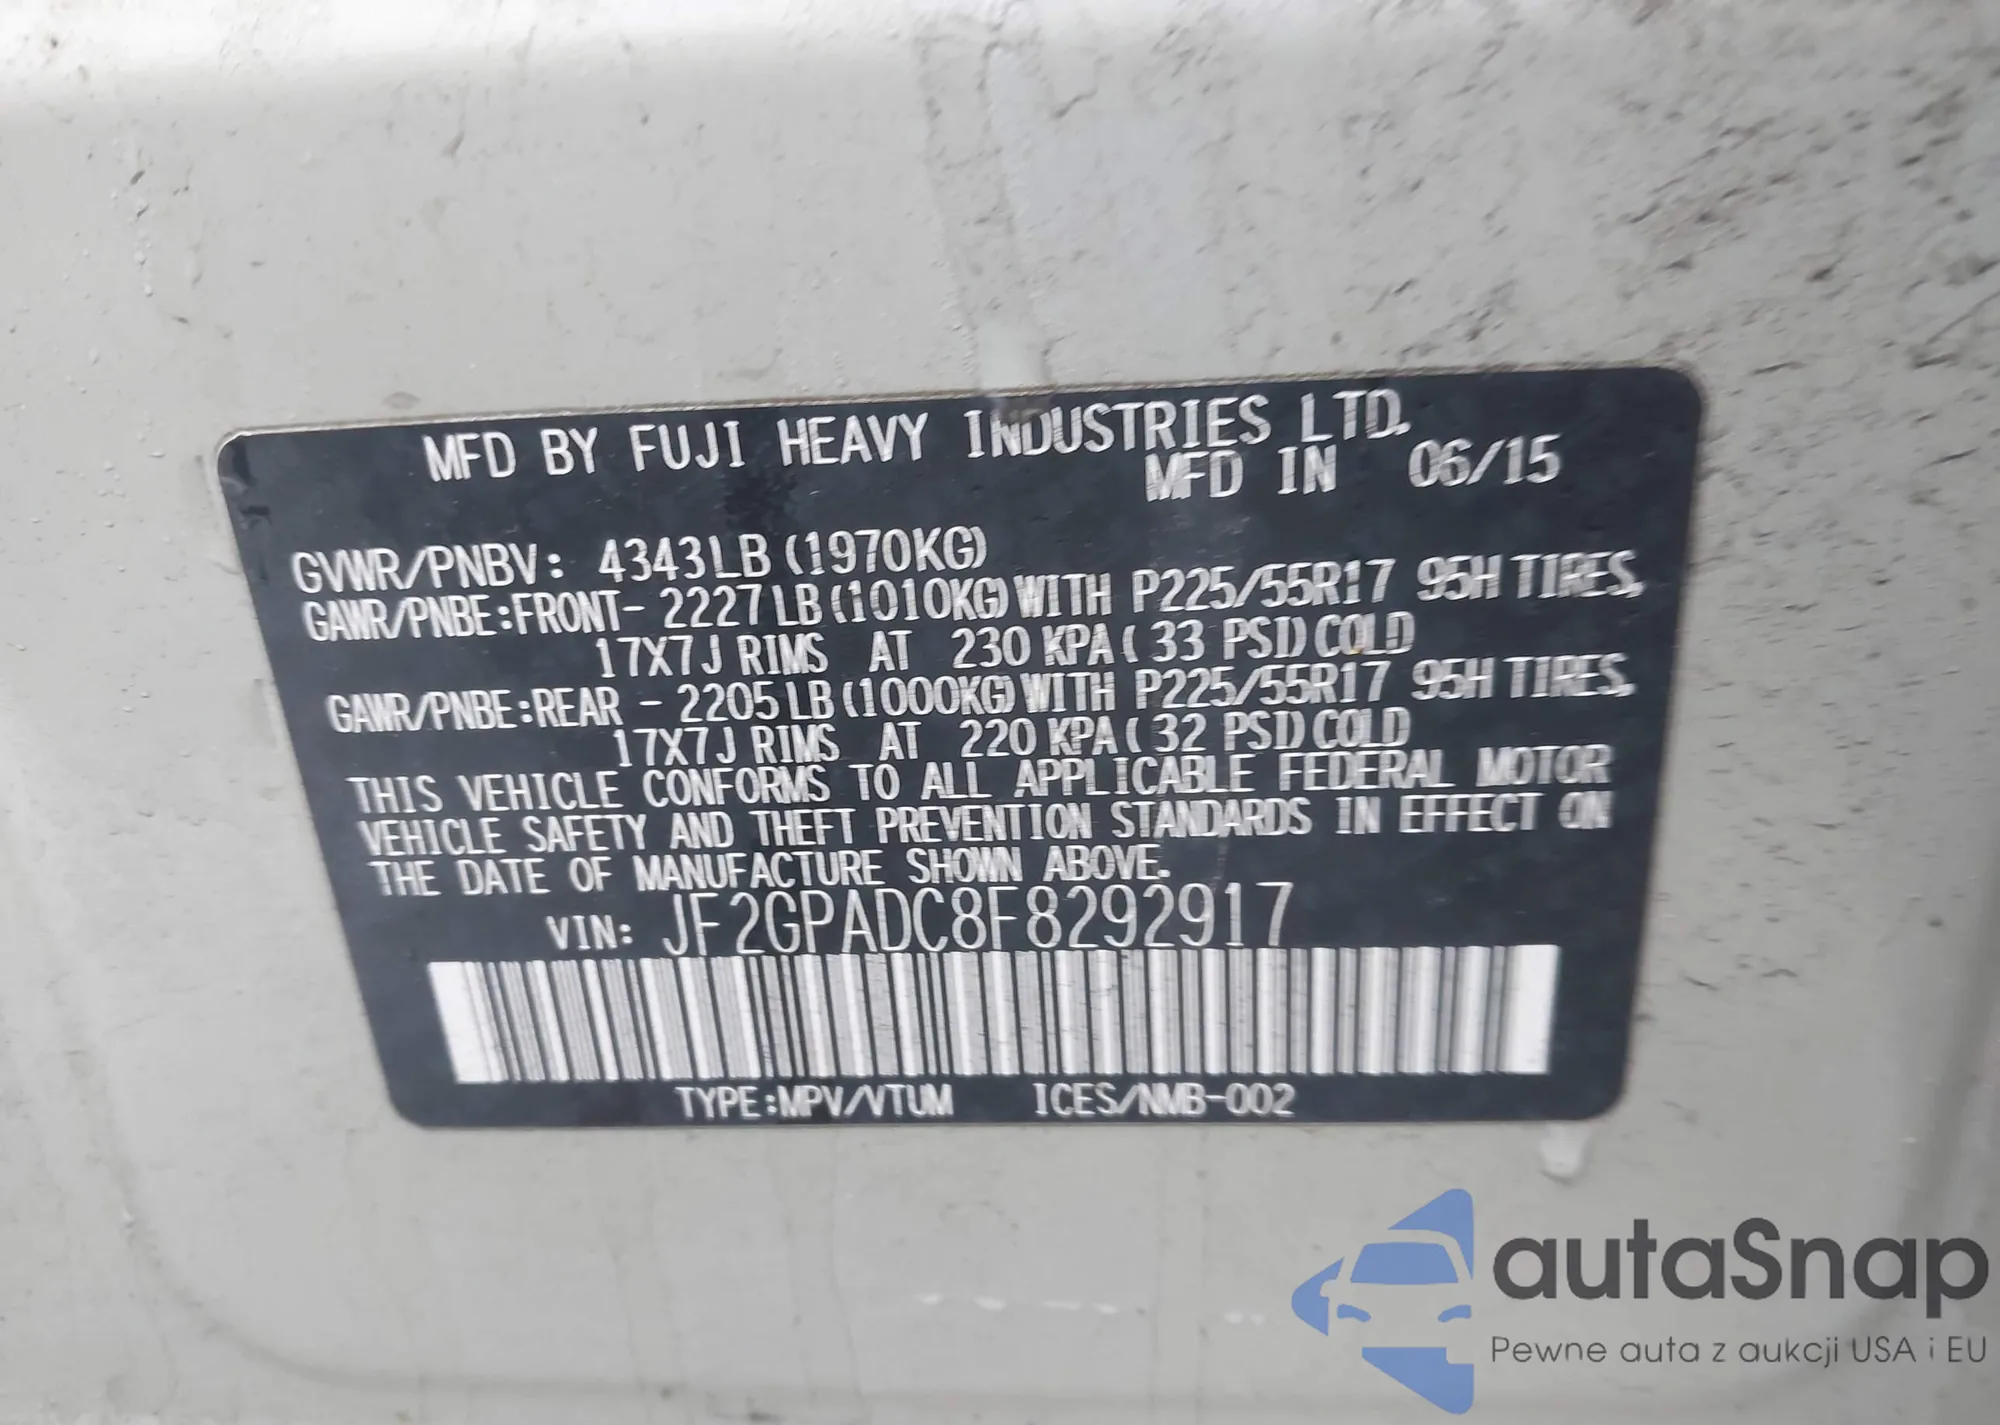 MFD BY FUJI HEAVY INDUSTRIES LTD.
MFD IN 06/15
GVWR/PNBV: 4343LB (1970KG)
GAWR/PNBE:FRONT- 2227LB(1010KG)WITH P225/55R17 95H TIRES,
17X7J RIMS AT 230 KPA( 33 PSI)COLD
GAWR/PNBE:REAR - 2205LB(1000KG)WITH P225/55R17 95H TIRES,
17X7J RIMS AT 220 KPA( 32 PSI)COLD
THIS VEHICLE CONFORMS TO ALL APPLICABLE FEDERAL MOTOR
VEHICLE SAFETY AND THEFT PREVENTION STANDARDS IN EFFECT ON
THE DATE OF MANUFACTURE SHOWN ABOVE.
VIN: JF2GPADC8F8292917
TYPE:MPV/VTUM ICES/NMB-002
autaSnap
Pewne auta z aukcji USA i EU